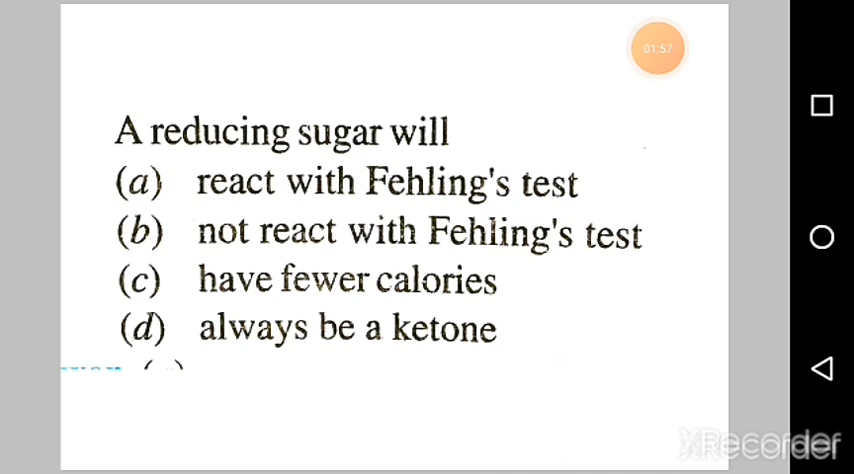 01:57
A reducing sugar will
(a) react with Fehling's test
(b) not react with Fehling's test
(c) have fewer calories
(d) always be a ketone
XRecorder